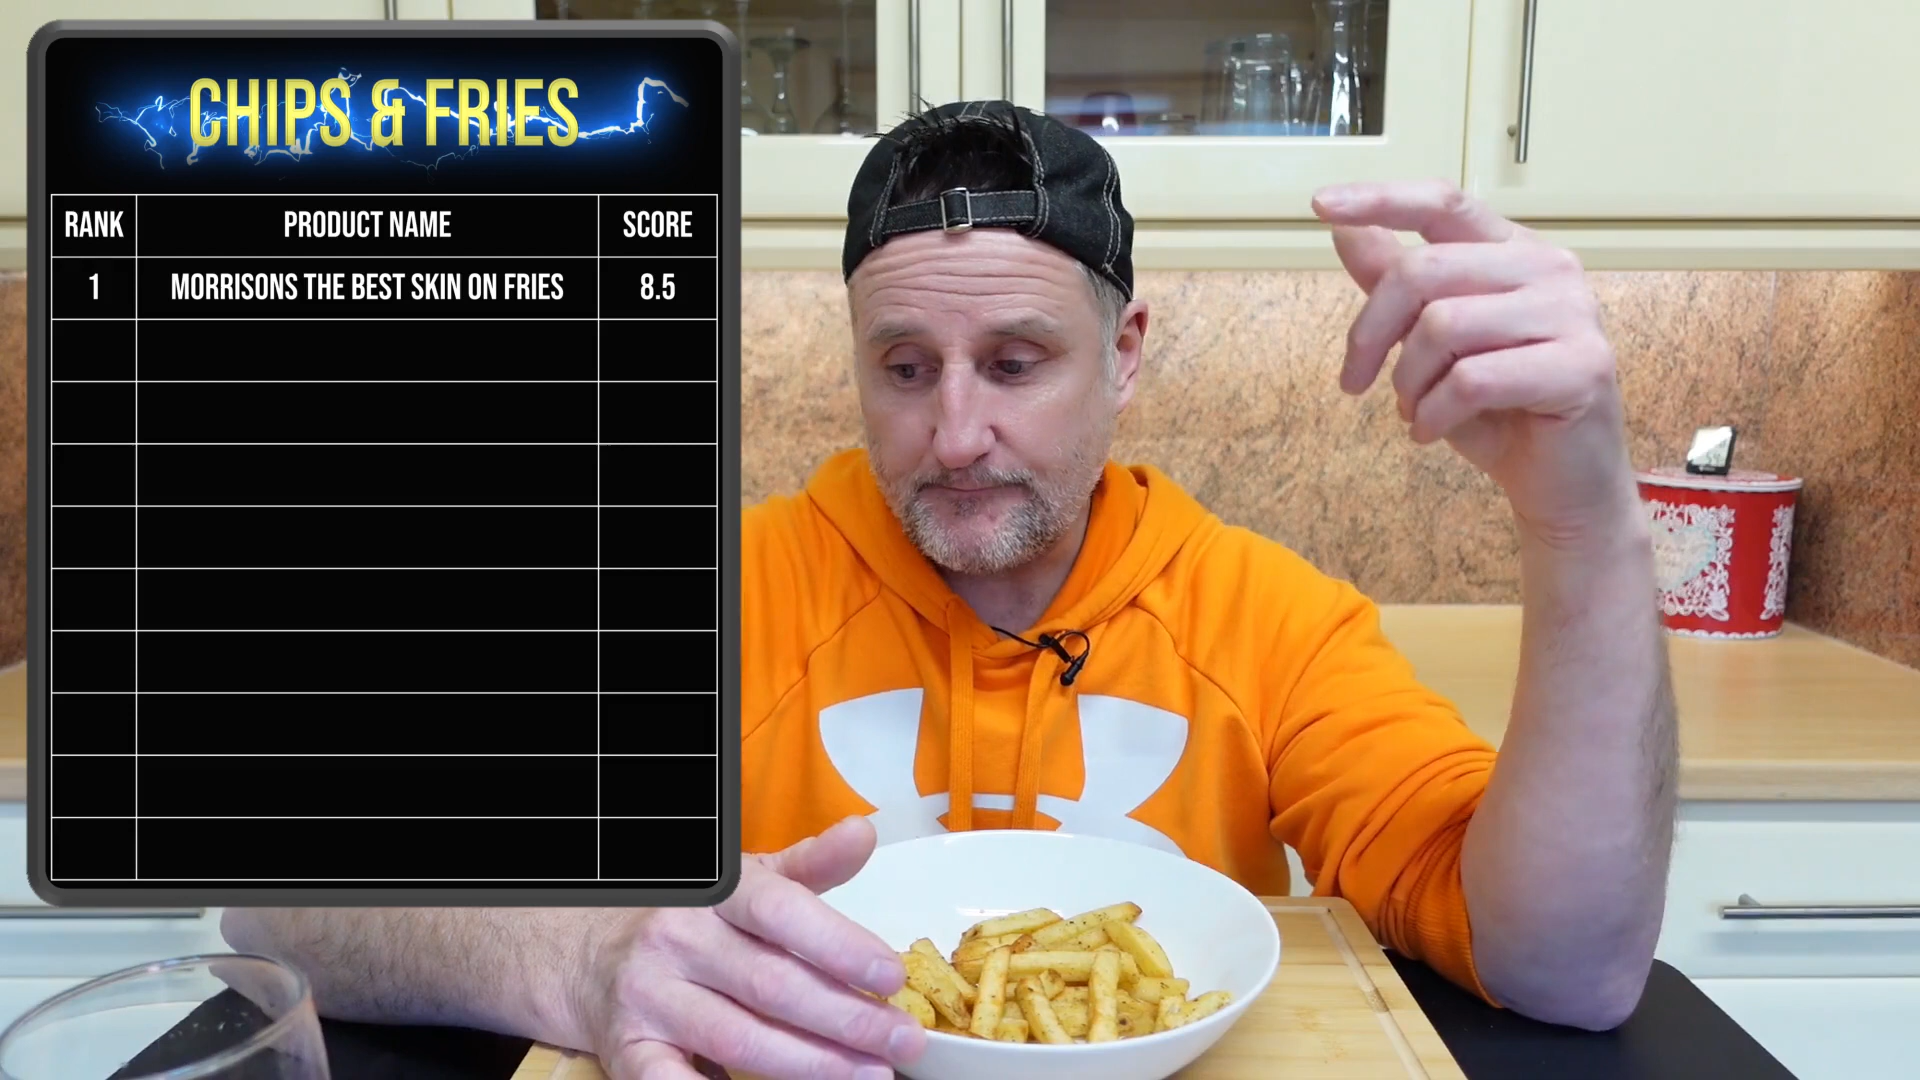 CHIPS & FRIES
RANK PRODUCT NAME SCORE
1 MORRISONS THE BEST SKIN ON FRIES 8.5